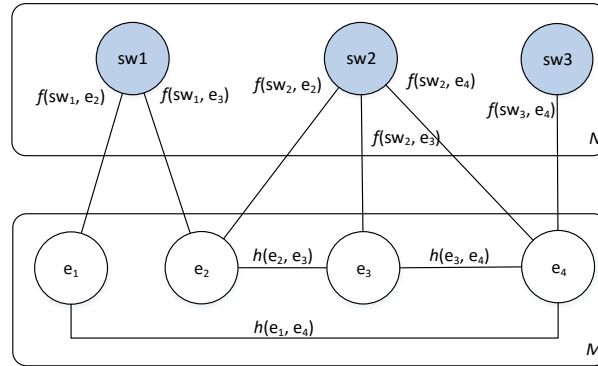 sw1
sw2
sw3
f(sw₁, e₂)
f(sw₁, e₃)
f(sw₂, e₂)
f(sw₂, e₄)
f(sw₂, e₃)
f(sw₃, e₄)
e₁
e₂
h(e₂, e₃)
e₃
h(e₃, e₄)
e₄
h(e₁, e₄)